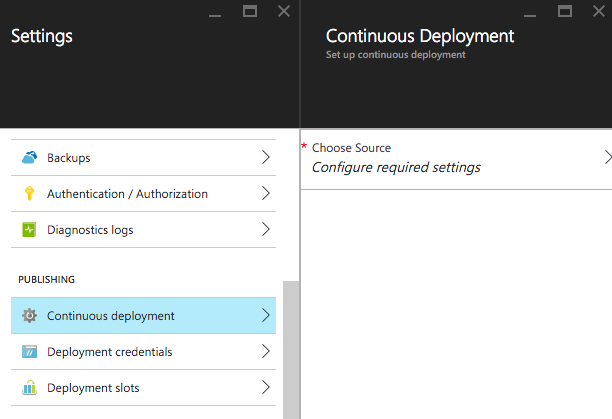 Settings
Backups
Authentication / Authorization
Diagnostics logs
PUBLISHING
Continuous deployment
Deployment credentials
Deployment slots
Continuous Deployment
Set up continuous deployment
* Choose Source
Configure required settings